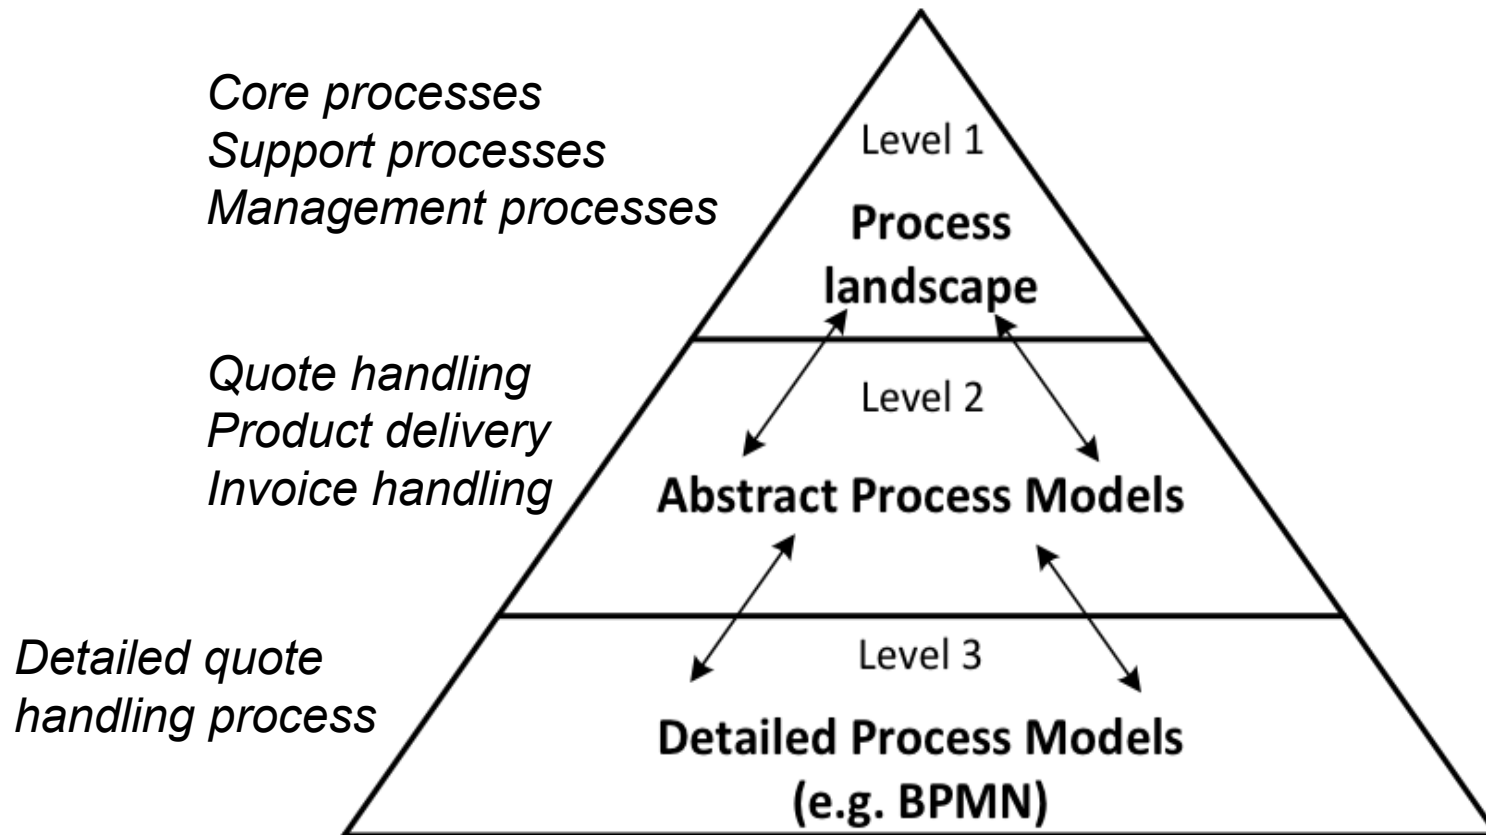 Core processes
Support processes
Management processes
Level 1
Process
landscape
Quote handling
Product delivery
Invoice handling
Level 2
Abstract Process Models
Detailed quote
handling process
Level 3
Detailed Process Models
(e.g. BPMN)